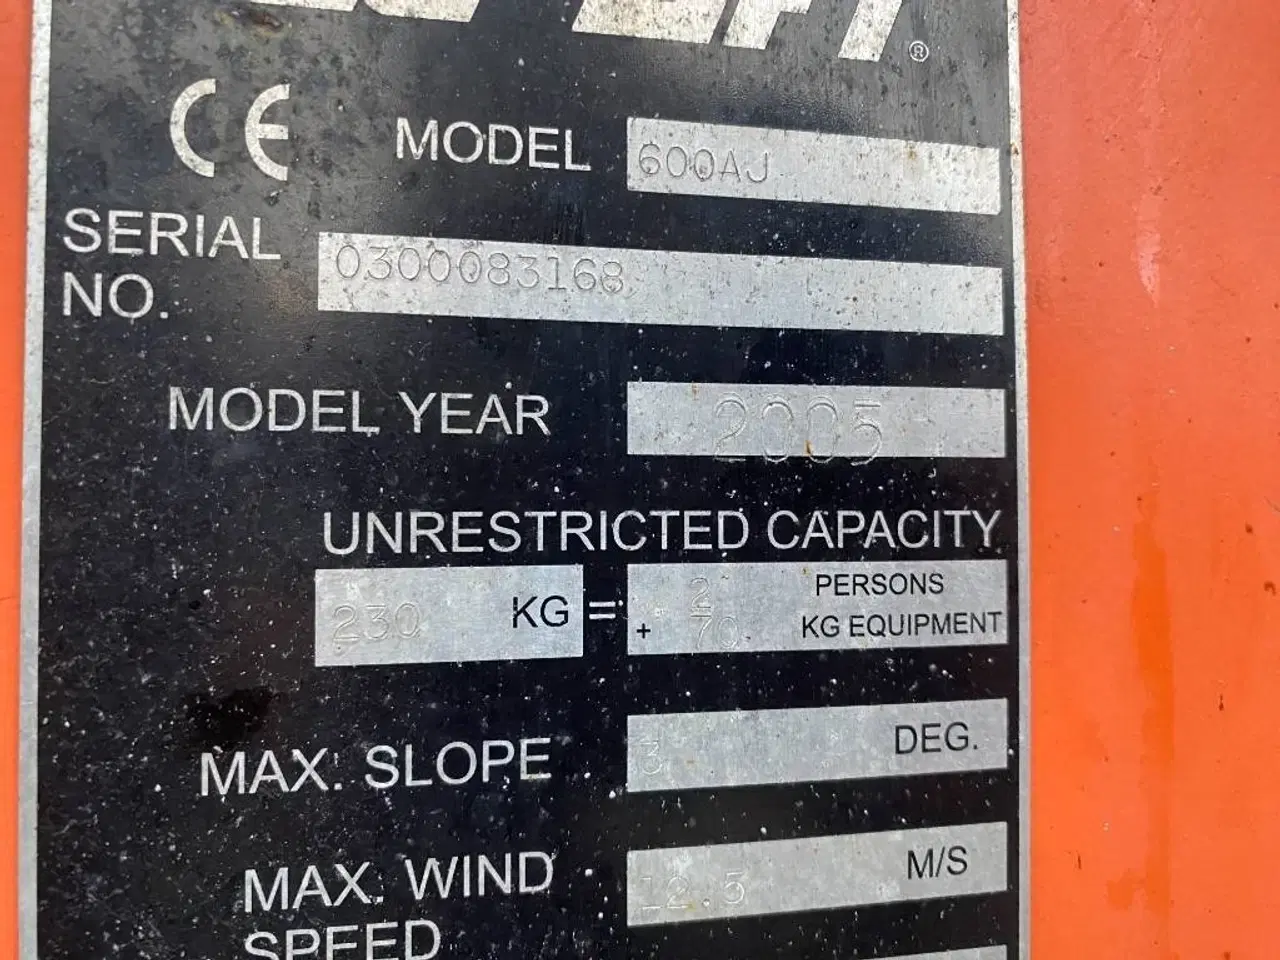 ®
CE MODEL 600AJ
SERIAL
NO. 0300083168
MODEL YEAR 2005
UNRESTRICTED CAPACITY
230 KG = 2 PERSONS
+ 70 KG EQUIPMENT
MAX. SLOPE 3 DEG.
MAX. WIND 12.5 M/S
SPEED